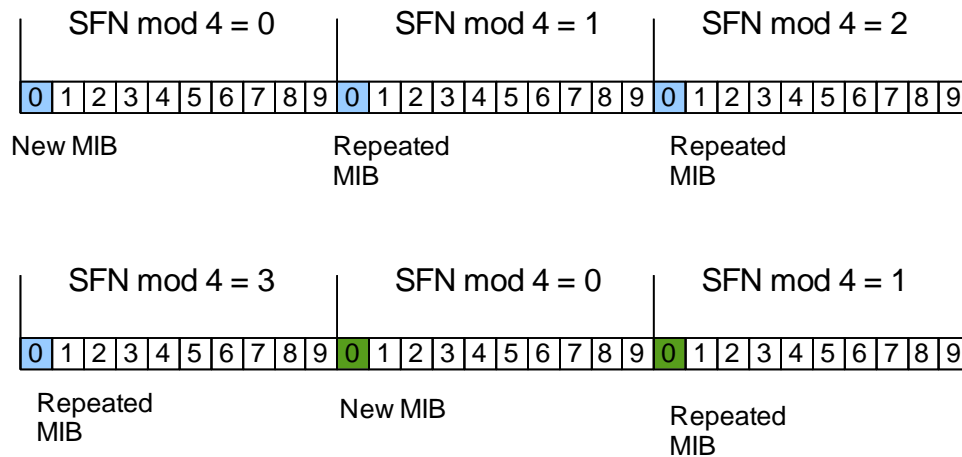 SFN mod 4 = 0 SFN mod 4 = 1 SFN mod 4 = 2
0 1 2 3 4 5 6 7 8 9 0 1 2 3 4 5 6 7 8 9 0 1 2 3 4 5 6 7 8 9
New MIB Repeated Repeated
MIB MIB
SFN mod 4 = 3 SFN mod 4 = 0 SFN mod 4 = 1
0 1 2 3 4 5 6 7 8 9 0 1 2 3 4 5 6 7 8 9 0 1 2 3 4 5 6 7 8 9
Repeated New MIB Repeated
MIB MIB